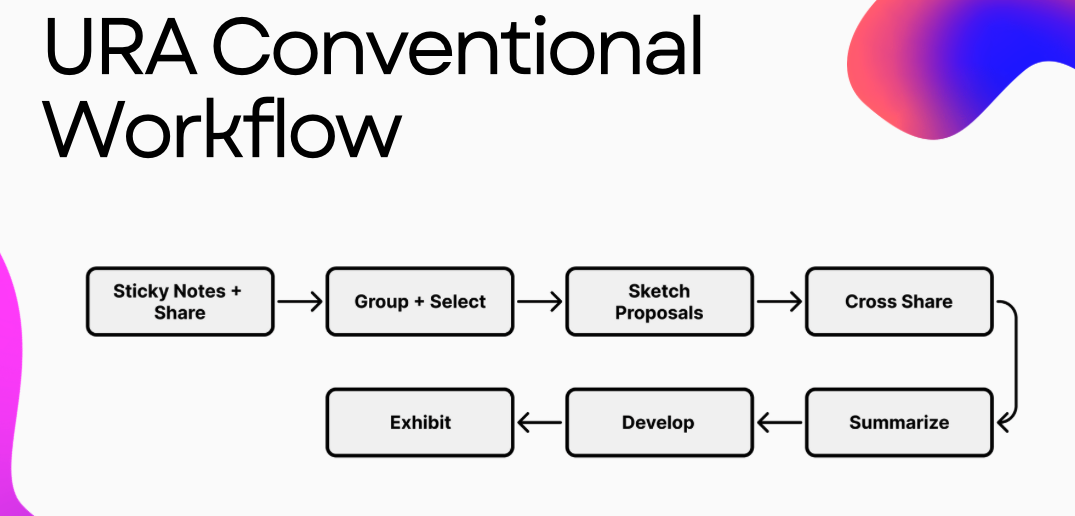 URA Conventional
Workflow
Sticky Notes +
Share
Group + Select
Sketch
Proposals
Cross Share
Summarize
Develop
Exhibit